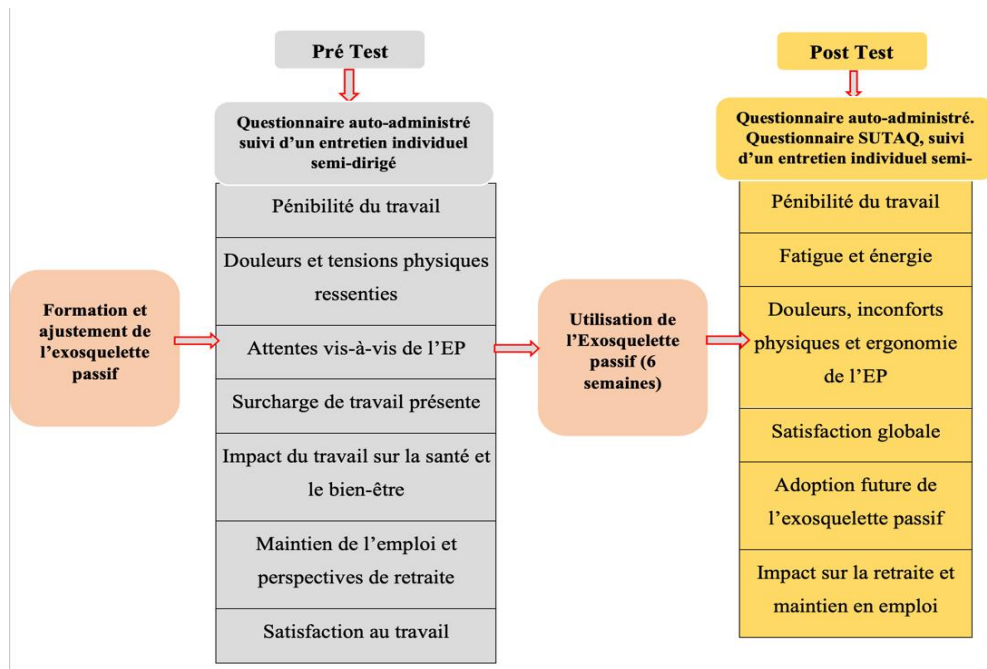 Formation et
ajustement de
l’exosquelette
passif
Pré Test
Questionnaire auto-administré
suivi d’un entretien individuel
semi-dirigé
Pénibilité du travail
Douleurs et tensions physiques
ressenties
Attentes vis-à-vis de l’EP
Surcharge de travail présente
Impact du travail sur la santé et
le bien-être
Maintien de l’emploi et
perspectives de retraite
Satisfaction au travail
Utilisation de
l’Exosquelette
passif (6
semaines)
Post Test
Questionnaire auto-administré.
Questionnaire SUTAQ, suivi
d’un entretien individuel semi-
Pénibilité du travail
Fatigue et énergie
Douleurs, inconforts
physiques et ergonomie
de l’EP
Satisfaction globale
Adoption future de
l’exosquelette passif
Impact sur la retraite et
maintien en emploi